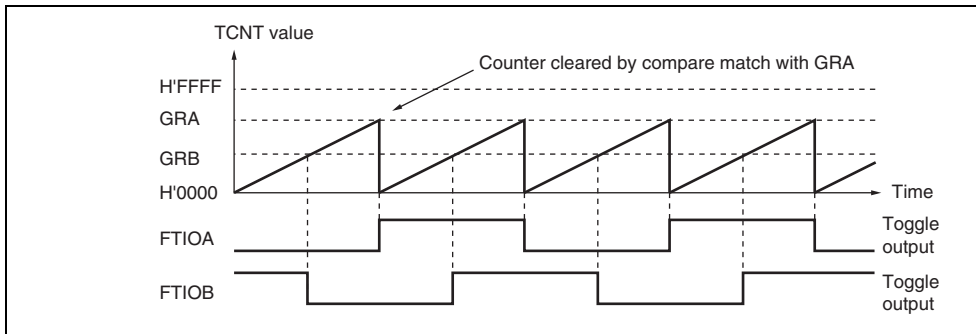 TCNT value
Counter cleared by compare match with GRA
H'FFFF
GRA
GRB
H'0000
Time
FTIOA
Toggle
output
FTIOB
Toggle
output